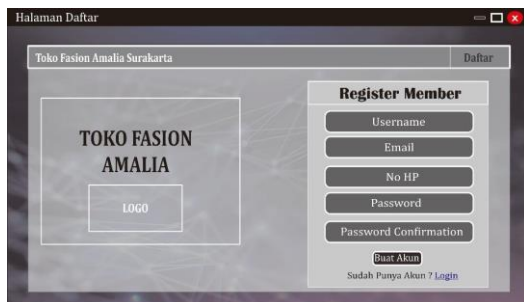 Halaman Daftar
Toko Fasion Amalia Surakarta
Daftar
TOKO FASION
AMALIA
LOGO
Register Member
Username
Email
No HP
Password
Password Confirmation
Buat Akun
Sudah Punya Akun ? Login